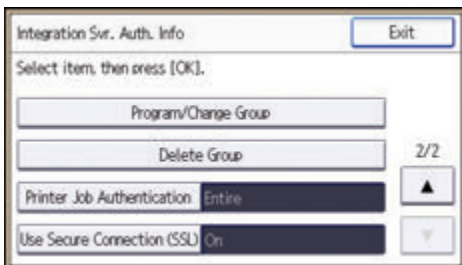 Integration Svr. Auth. Info
Exit
Select item, then press [OK].
Program/Change Group
Delete Group
2/2
Printer Job Authentication
Entire
Use Secure Connection (SSL)
On